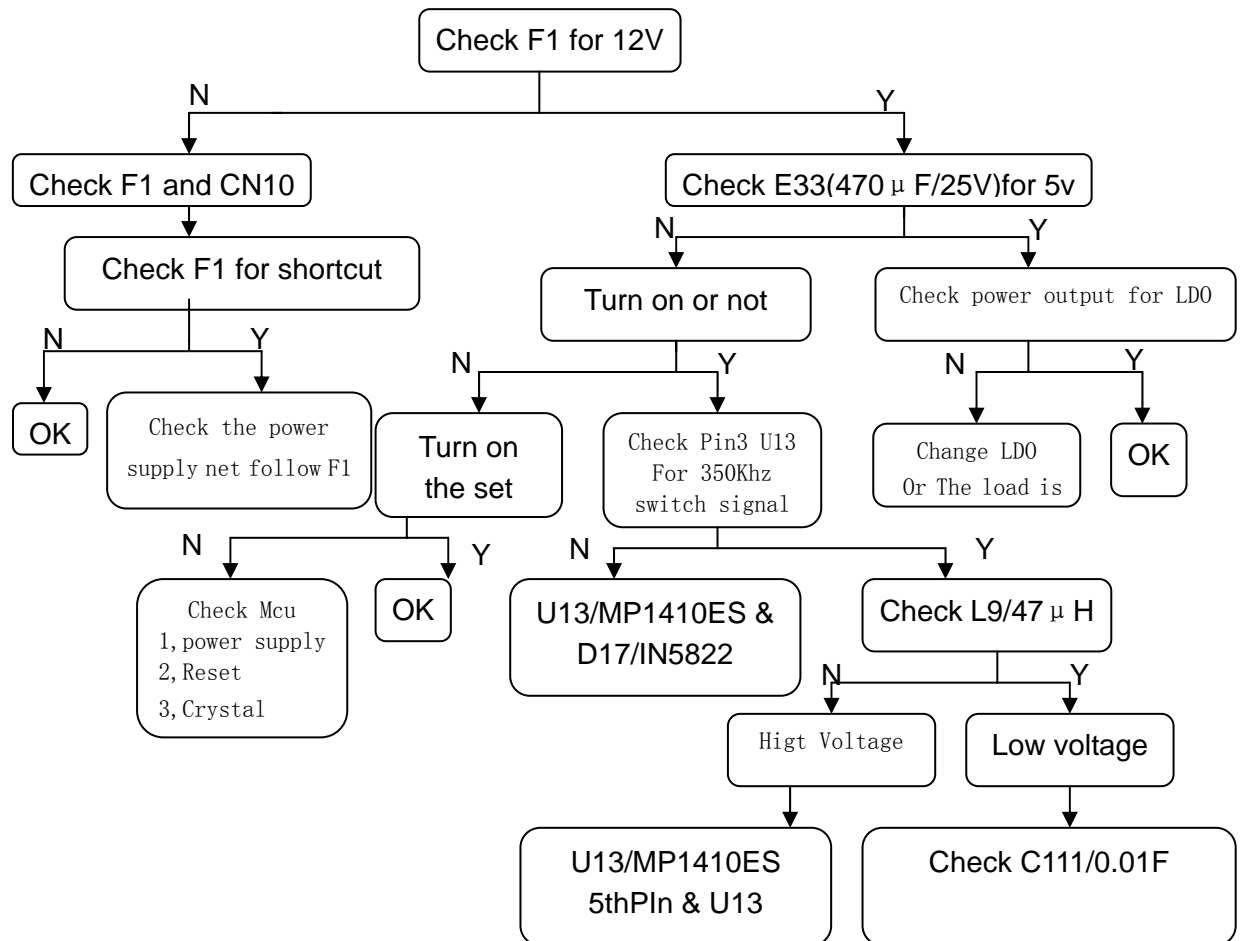 Check F1 for 12V
N
Y
Check F1 and CN10
Check E33(470μF/25V)for 5v
N
Y
Check F1 for shortcut
Turn on or not
Check power output for LDO
N
Y
N
Y
N
Y
OK
Check the power
supply net follow F1
Turn on
the set
Check Pin3 U13
For 350Khz
switch signal
Change LDO
Or The load is
OK
N
Y
N
Y
Check Mcu
1,power supply
2,Reset
3,Crystal
OK
U13/MP1410ES &
D17/IN5822
Check L9/47μH
N
Y
Higt Voltage
Low voltage
U13/MP1410ES
5thPIn & U13
Check C111/0.01F